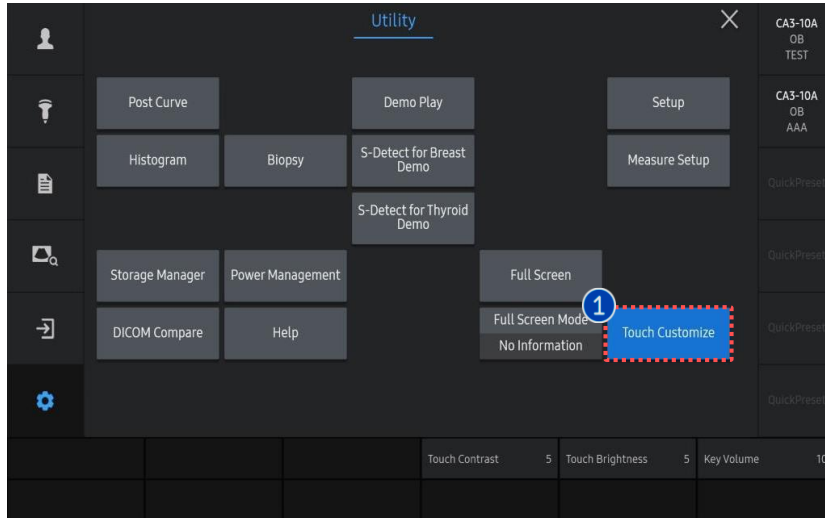 Utility
CA3-10A
OB
TEST
CA3-10A
OB
AAA
QuickPreset
QuickPreset
QuickPreset
QuickPreset
Post Curve
Demo Play
Setup
Histogram
Biopsy
S-Detect for Breast
Demo
Measure Setup
S-Detect for Thyroid
Demo
Storage Manager
Power Management
Full Screen
1
DICOM Compare
Help
Full Screen Mode
No Information
Touch Customize
Touch Contrast 5
Touch Brightness 5
Key Volume 10